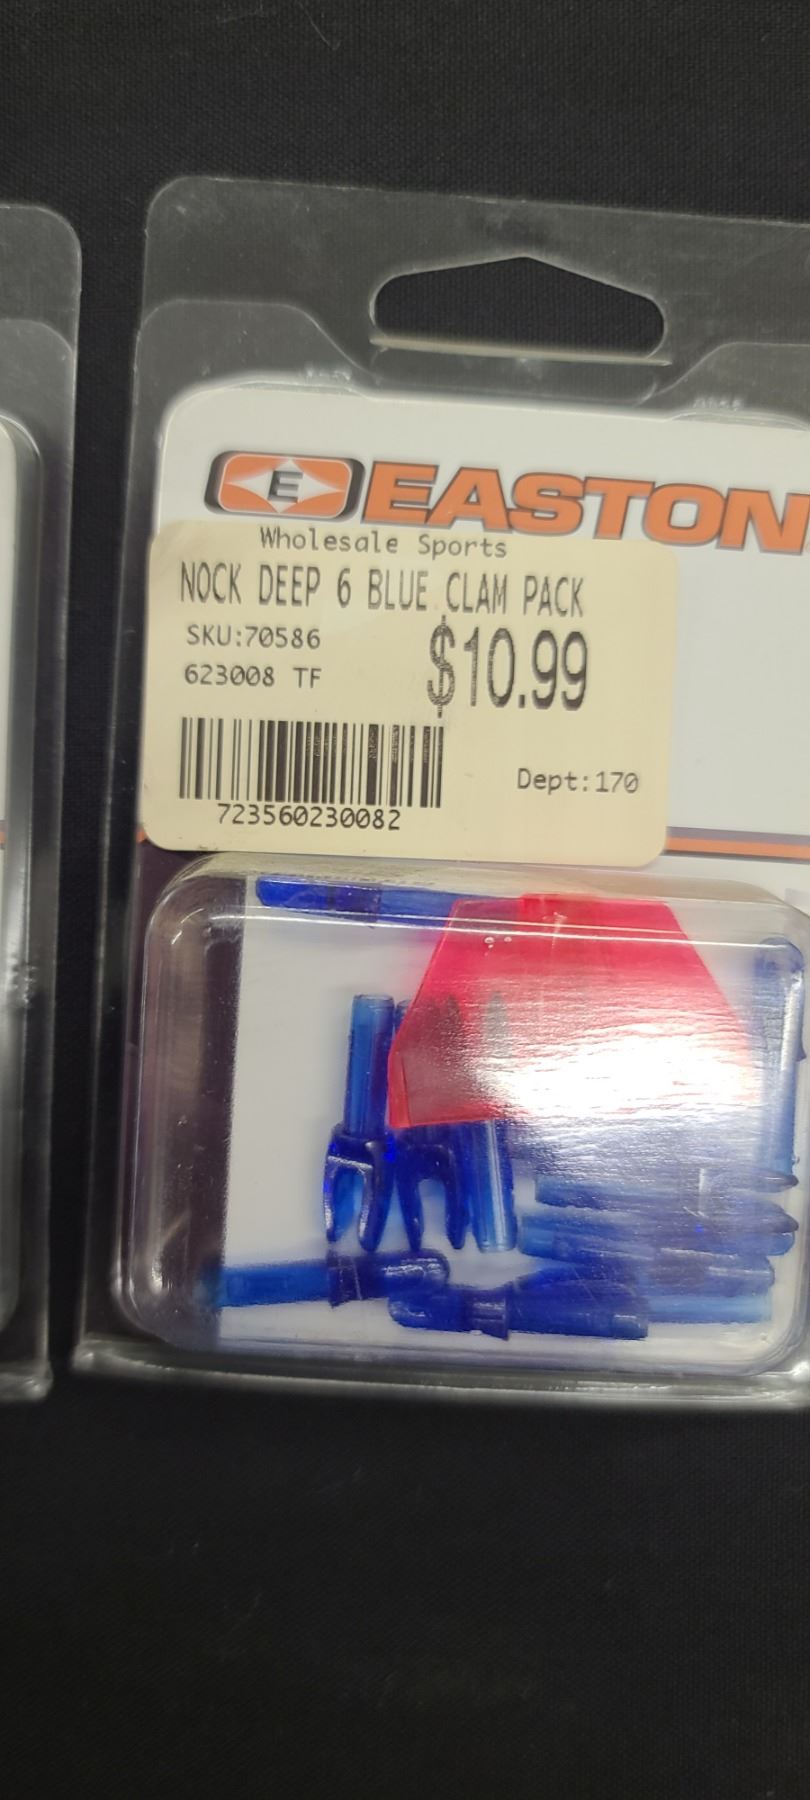 E EASTON
Wholesale Sports
NOCK DEEP 6 BLUE CLAM PACK
SKU:70586
$10.99
623008 TF
Dept:170
723560230082